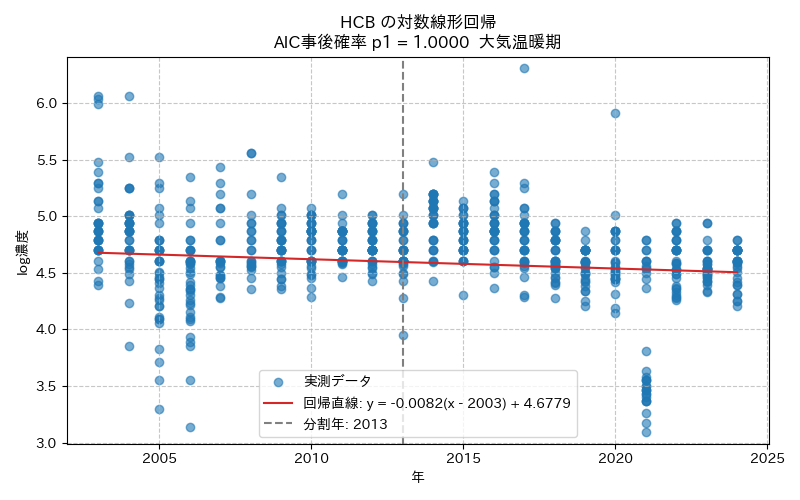 HCB の対数線形回帰
AIC事後確率 p1 = 1.0000  大気温暖期
log濃度
6.0
5.5
5.0
4.5
4.0
3.5
3.0
実測データ
回帰直線: y = -0.0082(x - 2003) + 4.6779
分割年: 2013
2005
2010
2015
2020
2025
年